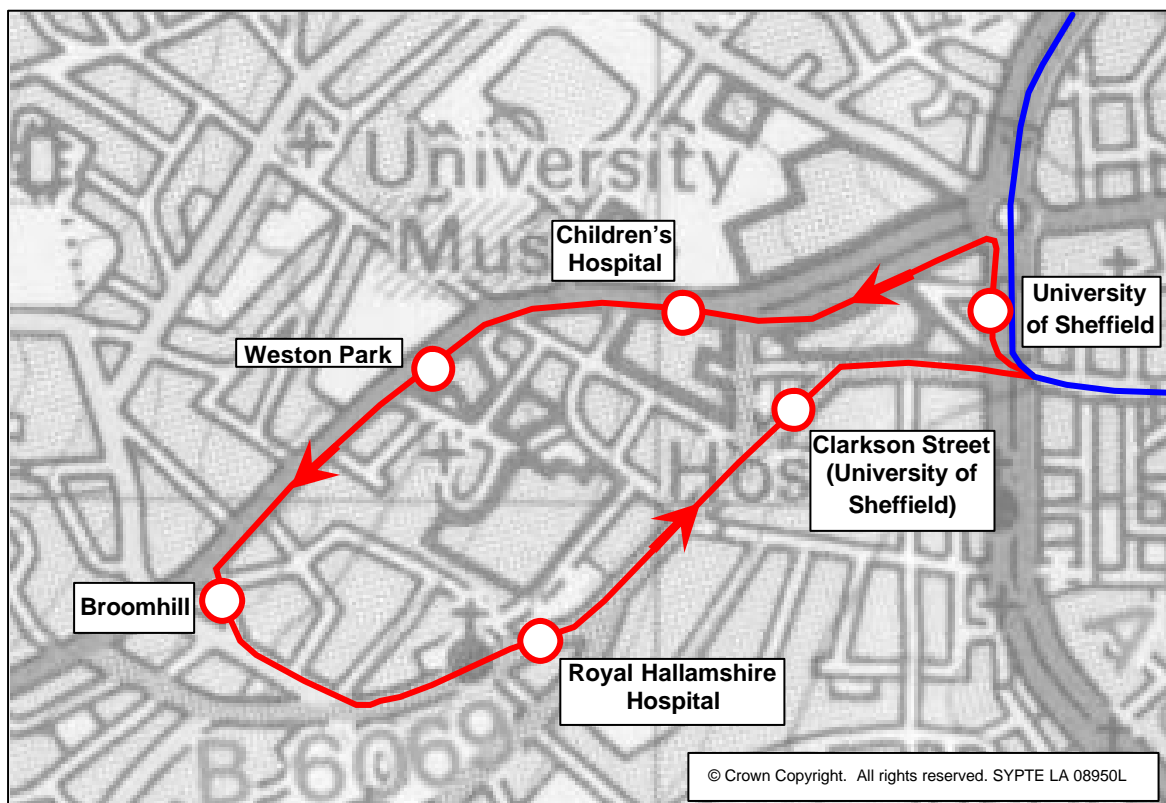 University
Mus
Children's
Hospital
University
of Sheffield
Weston Park
Hos
Clarkson Street
(University of
Sheffield)
Broomhill
Royal Hallamshire
Hospital
B 6069
A
© Crown Copyright. All rights reserved. SYPTE LA 08950L